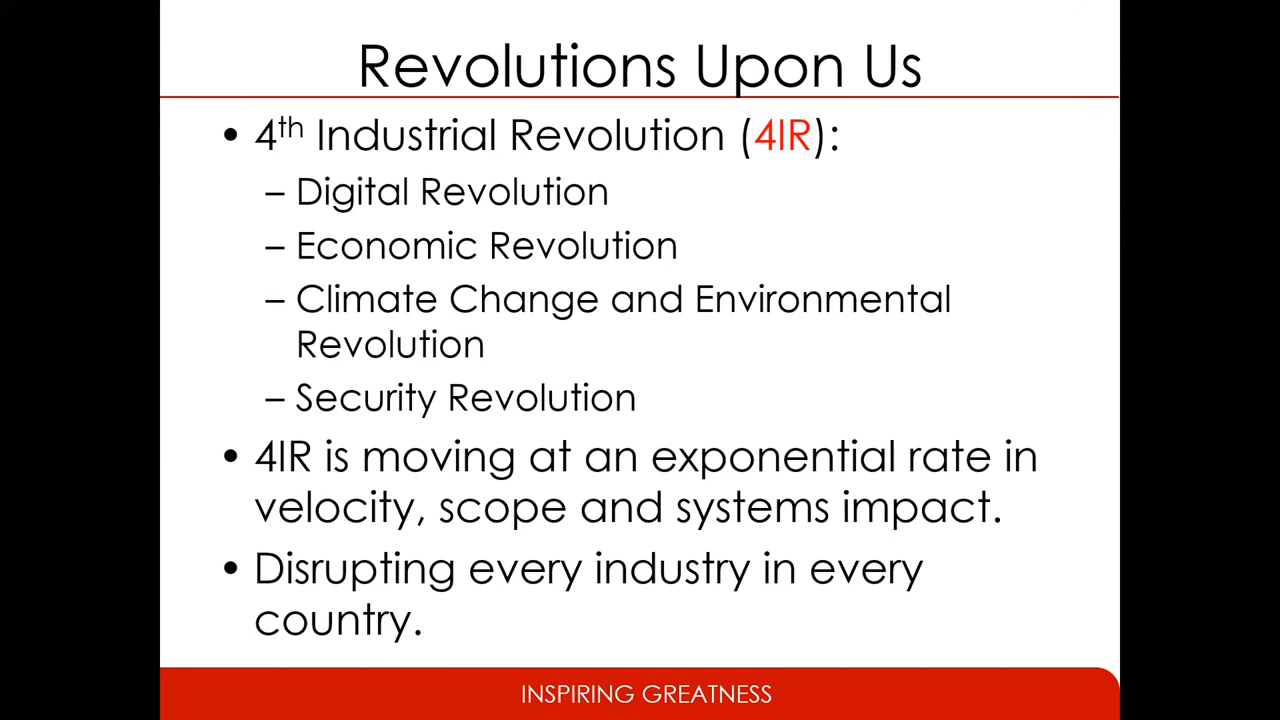 Revolutions Upon Us
• 4th Industrial Revolution (4IR):
– Digital Revolution
– Economic Revolution
– Climate Change and Environmental
Revolution
– Security Revolution
• 4IR is moving at an exponential rate in
velocity, scope and systems impact.
• Disrupting every industry in every
country.
INSPIRING GREATNESS